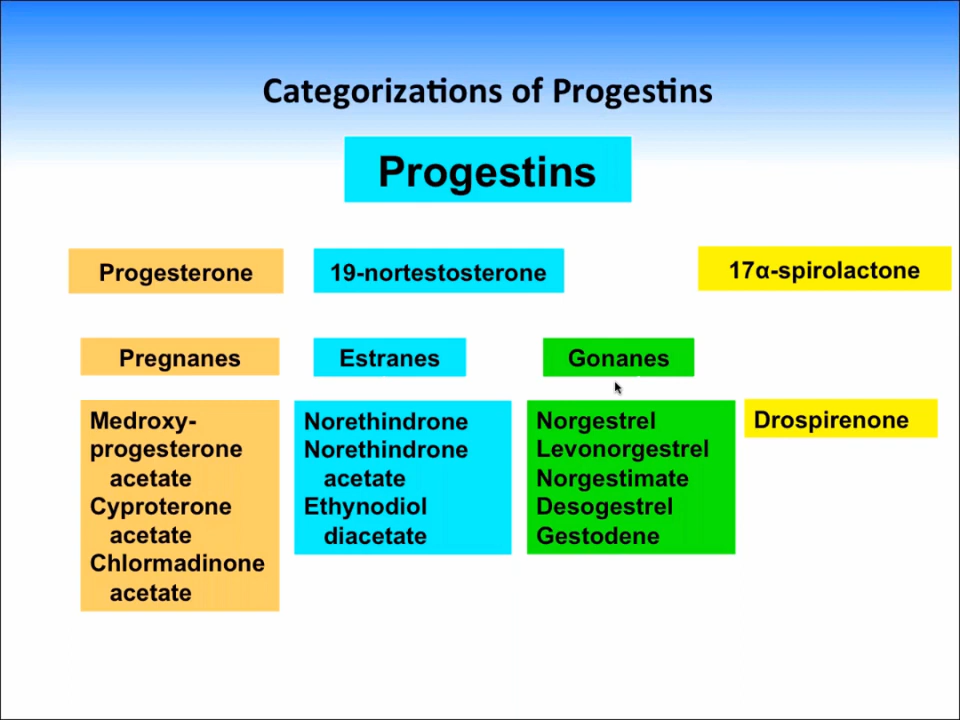 Categorizations of Progestins
Progestins
Progesterone
19-nortestosterone
17α-spirolactone
Pregnanes
Estranes
Gonanes
Medroxy-
progesterone
acetate
Cyproterone
acetate
Chlormadinone
acetate
Norethindrone
Norethindrone
acetate
Ethynodiol
diacetate
Norgestrel
Levonorgestrel
Norgestimate
Desogestrel
Gestodene
Drospirenone